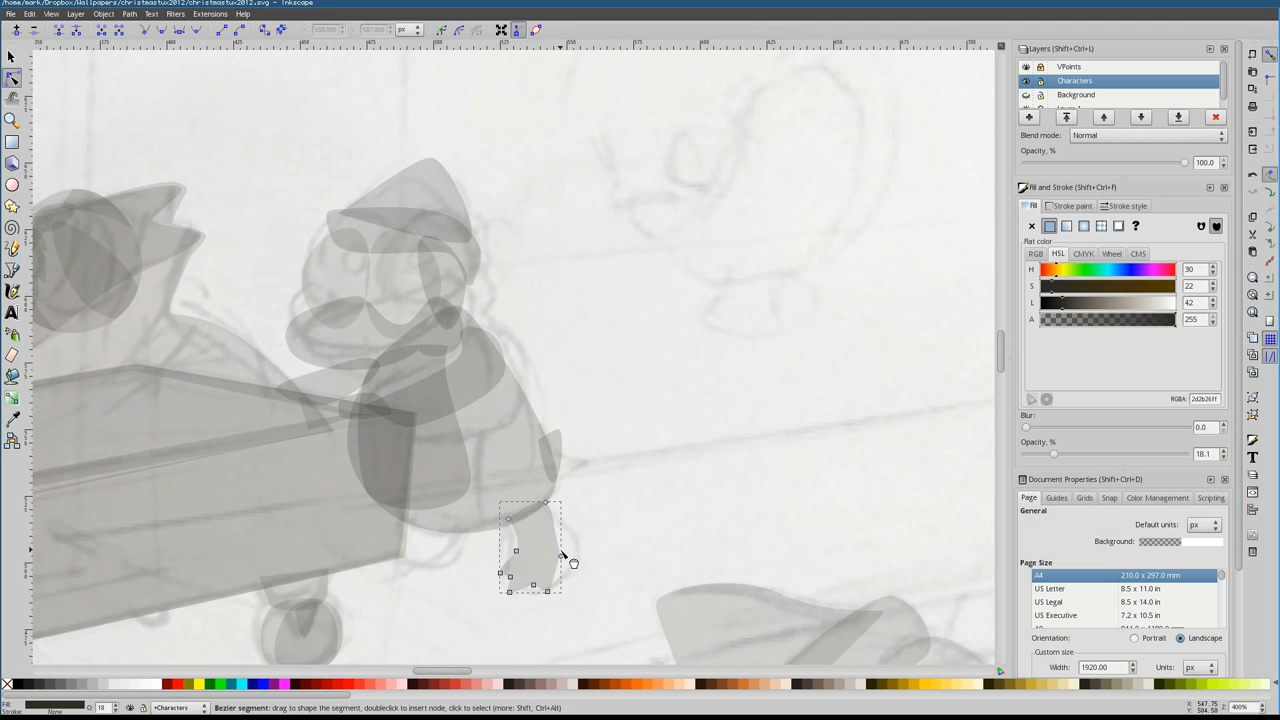 /home/mark/Dropbox/Wallpapers/christmastux2012/christmastux2012.svg - Inkscape
File Edit View Layer Object Path Text Filters Extensions Help
px
Layers (Shift+Ctrl+L)
VPoints
Characters
Background
Blend mode: Normal
Opacity, %
100.0
Fill and Stroke (Shift+Ctrl+F)
Fill Stroke paint Stroke style
?
Flat color
RGB HSL CMYK Wheel CMS
H 30
S 22
L 42
A 255
RGBA: 2d2b26ff
Blur:
0.0
Opacity, %
18.1
Document Properties (Shift+Ctrl+D)
Page Guides Grids Snap Color Management Scripting
General
Default units: px
Background:
Page Size
A4 210.0 x 297.0 mm
US Letter 8.5 x 11.0 in
US Legal 8.5 x 14.0 in
US Executive 7.2 x 10.5 in
Orientation: Portrait Landscape
Custom size
Width: 1920.00 Units: px
Fill:
Stroke: None
O: 18
•Characters
Bezier segment: drag to shape the segment, doubleclick to insert node, click to select (more: Shift, Ctrl+Alt)
X: 547.75
Y: 504.50
Z: 400%